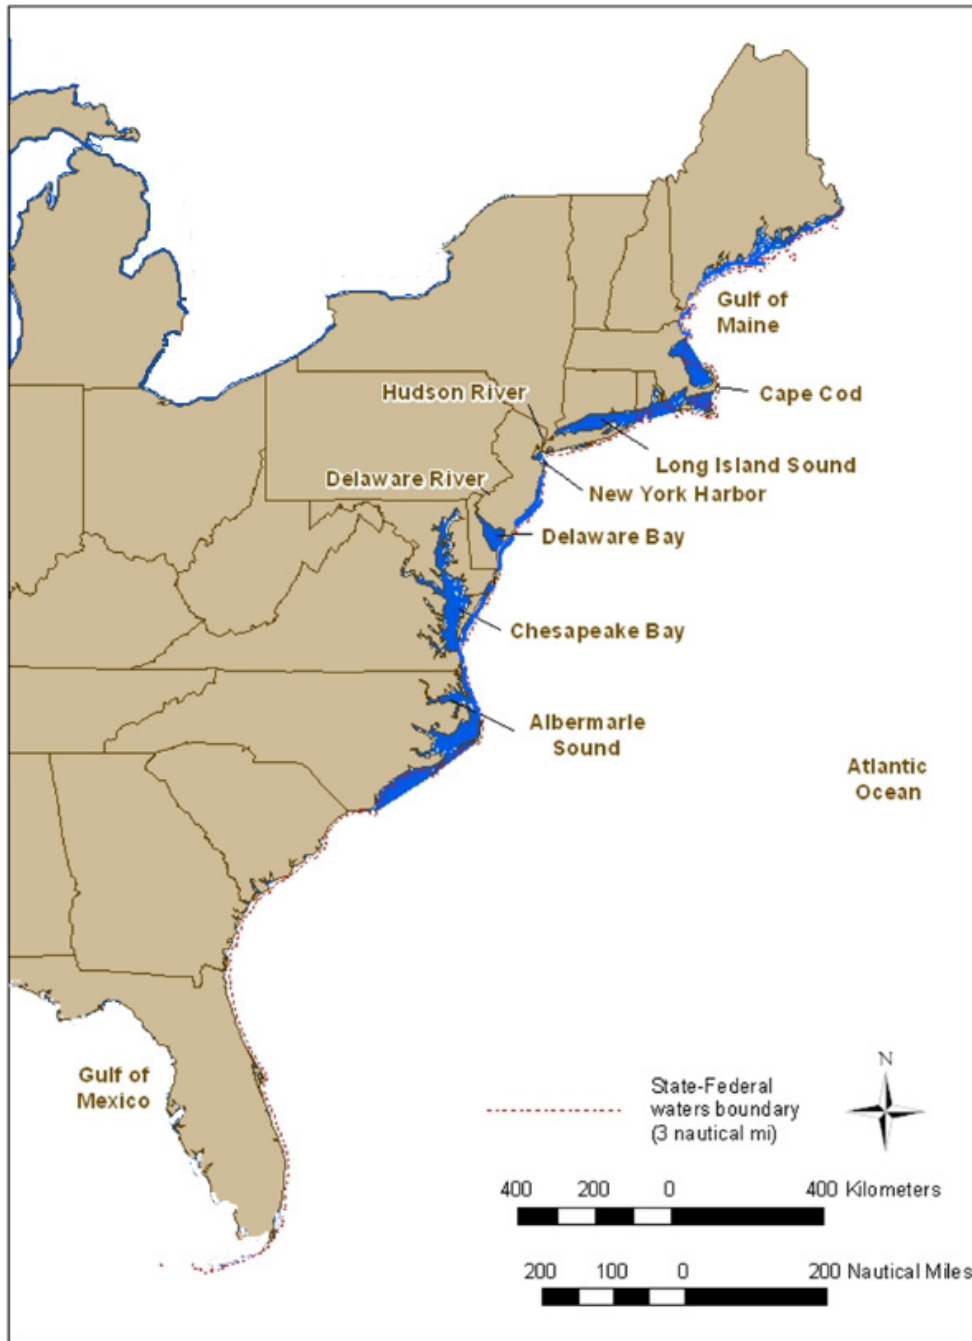 Gulf of
Maine
Hudson River
Cape Cod
Long Island Sound
Delaware River
New York Harbor
Delaware Bay
Chesapeake Bay
Albermarle
Sound
Atlantic
Ocean
Gulf of
Mexico
N
State-Federal
waters boundary
(3 nautical mi)
400 200 0 400 Kilometers
200 100 0 200 Nautical Miles